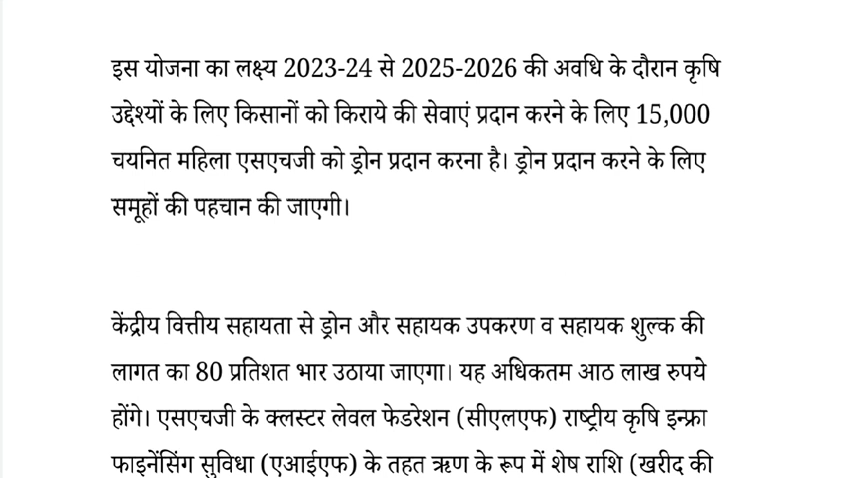 इस योजना का लक्ष्य 2023-24 से 2025-2026 की अवधि के दौरान कृषि
उद्देश्यों के लिए किसानों को किराये की सेवाएं प्रदान करने के लिए 15,000
चयनित महिला एसएचजी को ड्रोन प्रदान करना है। ड्रोन प्रदान करने के लिए
समूहों की पहचान की जाएगी।
केंद्रीय वित्तीय सहायता से ड्रोन और सहायक उपकरण व सहायक शुल्क की
लागत का 80 प्रतिशत भार उठाया जाएगा। यह अधिकतम आठ लाख रुपये
होंगे। एसएचजी के क्लस्टर लेवल फेडरेशन (सीएलएफ) राष्ट्रीय कृषि इन्फ्रा
फाइनेंसिंग सुविधा (एआईएफ) के तहत ऋण के रूप में शेष राशि (खरीद की